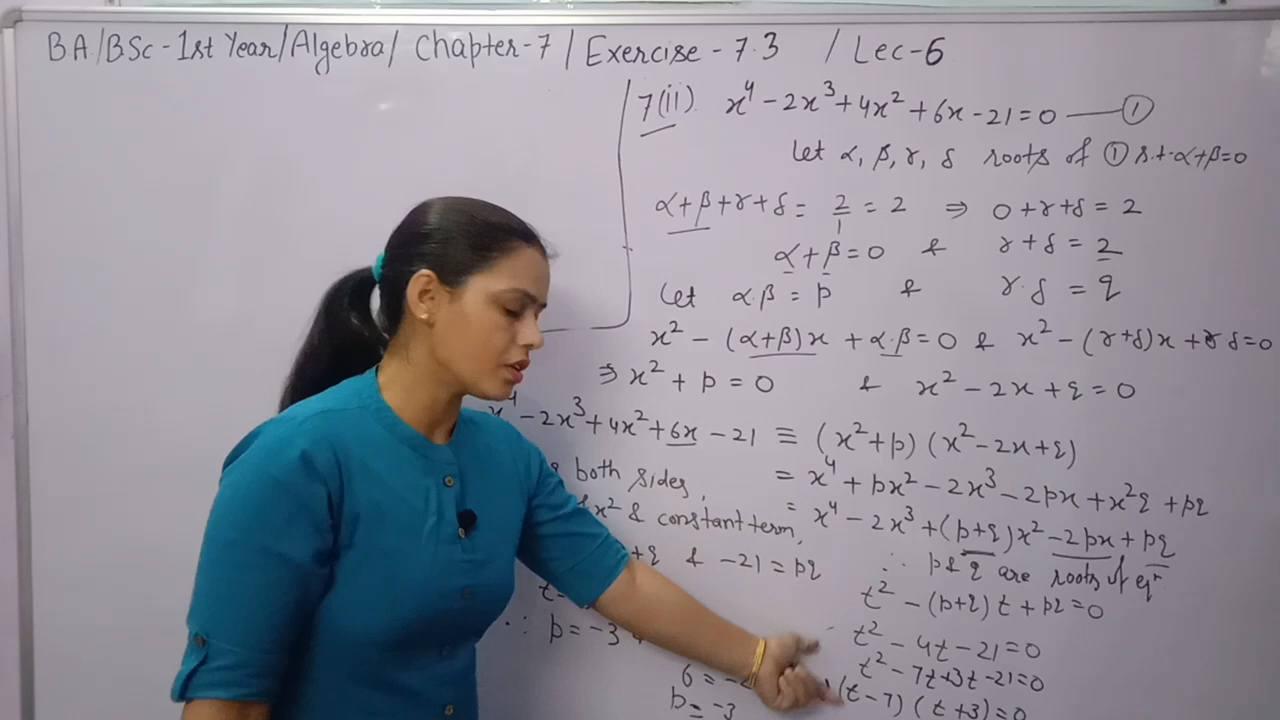 BA/BSc-1st Year/Algebra/ Chapter-7 / Exercise-7.3 / Lec-6
7(ii). x⁴ - 2x³ + 4x² + 6x - 21 = 0 — ①
Let α, β, γ, δ roots of ① s.t. α+β=0
α+β+γ+δ = 2/1 = 2 ⇒ 0+γ+δ = 2
α+β=0 & γ+δ = 2
Let α.β = p & γ.δ = q
x² - (α+β)x + α.β = 0 & x² - (γ+δ)x + γδ = 0
⇒ x² + p = 0 & x² - 2x + q = 0
x⁴ - 2x³ + 4x² + 6x - 21 ≡ (x²+p)(x²-2x+q)
= x⁴ + px² - 2x³ - 2px + x²q + pq
both sides,
= x⁴ - 2x³ + (p+q)x² - 2px + pq
x² & constant term,
+q & -21 = pq
∴ p & q are roots of eqⁿ
t² - (p+q)t + pq = 0
t² - 4t - 21 = 0
t² - 7t + 3t - 21 = 0
(t-7)(t+3) = 0
t =
∴ p = -3
6 = -2
p = -3